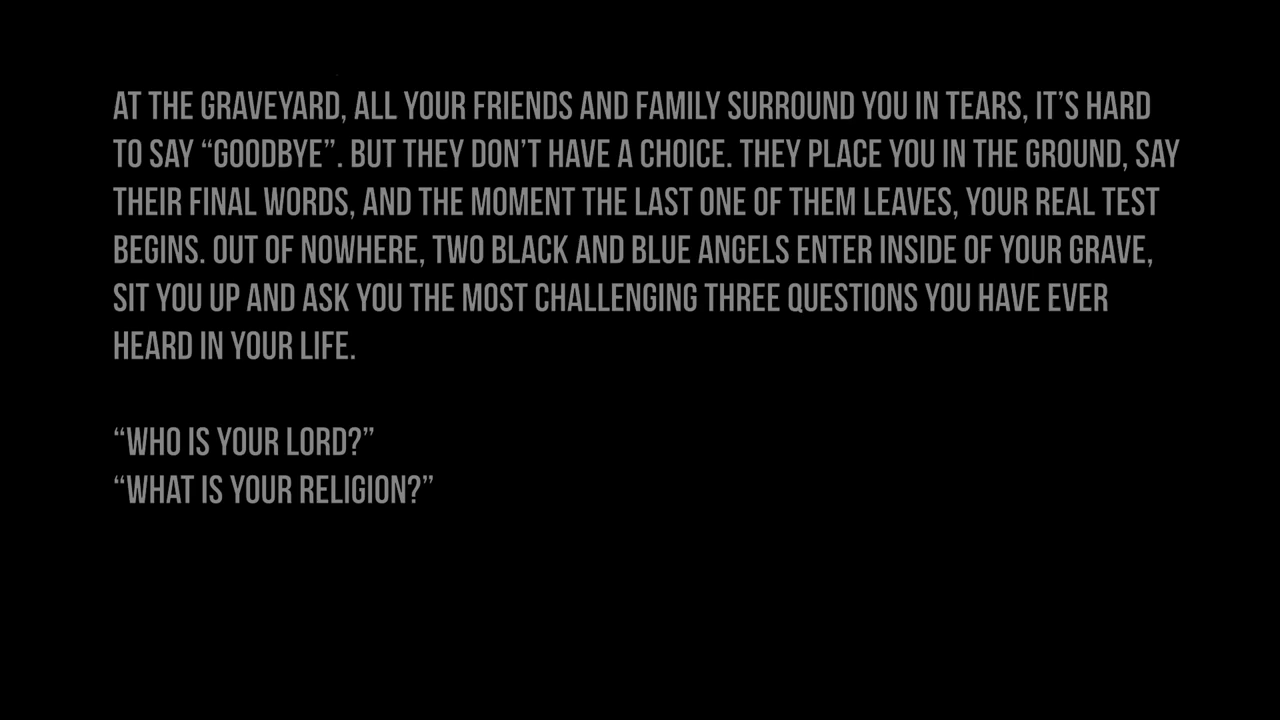 AT THE GRAVEYARD, ALL YOUR FRIENDS AND FAMILY SURROUND YOU IN TEARS, IT’S HARD
TO SAY “GOODBYE”. BUT THEY DON’T HAVE A CHOICE. THEY PLACE YOU IN THE GROUND, SAY
THEIR FINAL WORDS, AND THE MOMENT THE LAST ONE OF THEM LEAVES, YOUR REAL TEST
BEGINS. OUT OF NOWHERE, TWO BLACK AND BLUE ANGELS ENTER INSIDE OF YOUR GRAVE,
SIT YOU UP AND ASK YOU THE MOST CHALLENGING THREE QUESTIONS YOU HAVE EVER
HEARD IN YOUR LIFE.
“WHO IS YOUR LORD?”
“WHAT IS YOUR RELIGION?”